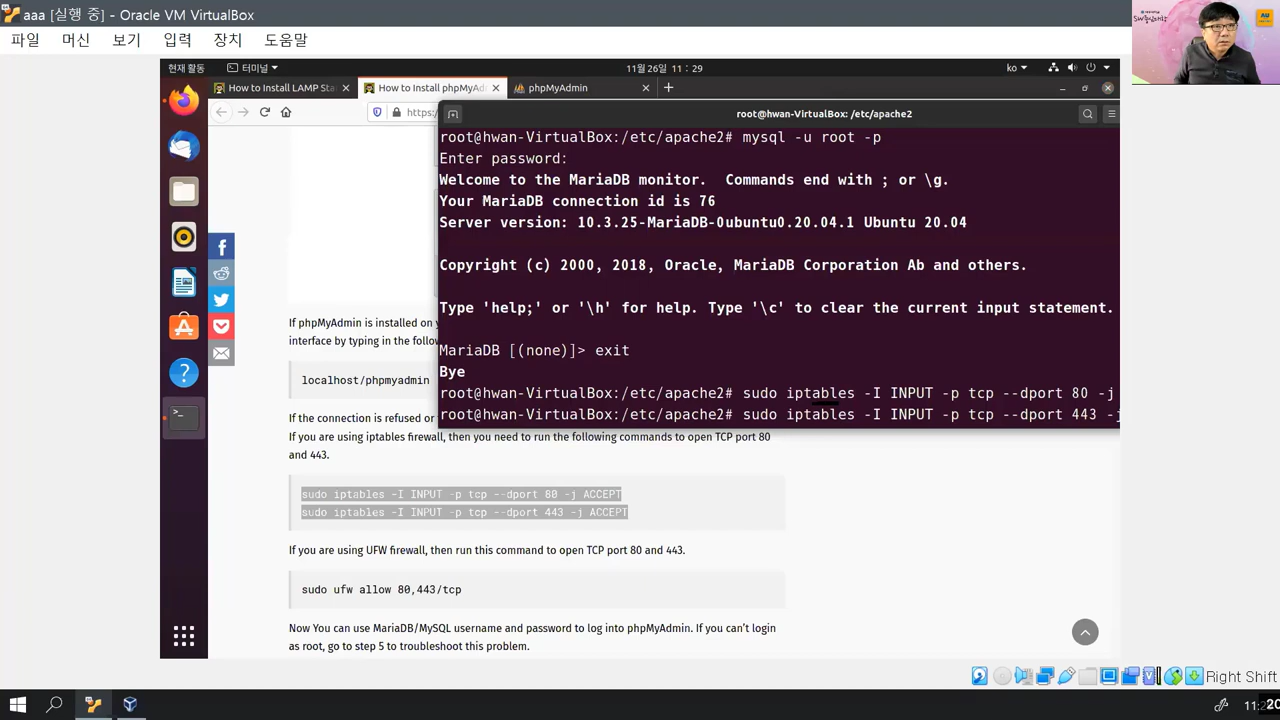 aaa [실행 중] - Oracle VM VirtualBox
파일 머신 보기 입력 장치 도움말
SW중심대학
AU
현재 활동 터미널 11월26일 11 : 29 ko
How to Install LAMP Sta How to Install phpMyAd phpMyAdmin
https:
root@hwan-VirtualBox: /etc/apache2
root@hwan-VirtualBox:/etc/apache2# mysql -u root -p
Enter password:
Welcome to the MariaDB monitor.  Commands end with ; or \g.
Your MariaDB connection id is 76
Server version: 10.3.25-MariaDB-0ubuntu0.20.04.1 Ubuntu 20.04
Copyright (c) 2000, 2018, Oracle, MariaDB Corporation Ab and others.
Type 'help;' or '\h' for help. Type '\c' to clear the current input statement.
MariaDB [(none)]> exit
Bye
root@hwan-VirtualBox:/etc/apache2# sudo iptables -I INPUT -p tcp --dport 80 -j
root@hwan-VirtualBox:/etc/apache2# sudo iptables -I INPUT -p tcp --dport 443 -j
If phpMyAdmin is installed on y
interface by typing in the follow
localhost/phpmyadmin
If the connection is refused or
If you are using iptables firewall, then you need to run the following commands to open TCP port 80
and 443.
sudo iptables -I INPUT -p tcp --dport 80 -j ACCEPT
sudo iptables -I INPUT -p tcp --dport 443 -j ACCEPT
If you are using UFW firewall, then run this command to open TCP port 80 and 443.
sudo ufw allow 80,443/tcp
Now You can use MariaDB/MySQL username and password to log into phpMyAdmin. If you can't login
as root, go to step 5 to troubleshoot this problem.
Right Shift